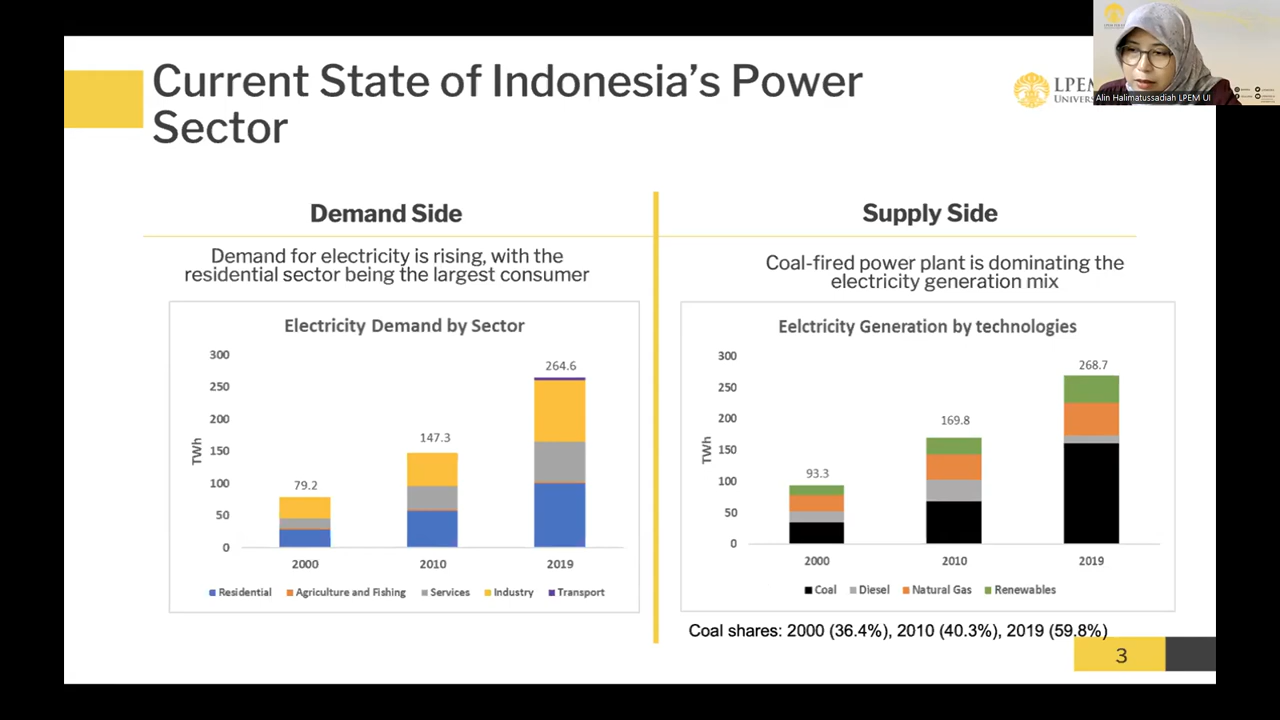 Current State of Indonesia's Power
Sector
LPEM
UNIVERS
Alin Halimatussadiah LPEM UI
Demand Side
Demand for electricity is rising, with the
residential sector being the largest consumer
Electricity Demand by Sector
TWh
300
250
200
150
100
50
0
79.2
147.3
264.6
2000
2010
2019
Residential
Agriculture and Fishing
Services
Industry
Transport
Supply Side
Coal-fired power plant is dominating the
electricity generation mix
Eelctricity Generation by technologies
TWh
300
250
200
150
100
50
0
93.3
169.8
268.7
2000
2010
2019
Coal
Diesel
Natural Gas
Renewables
Coal shares: 2000 (36.4%), 2010 (40.3%), 2019 (59.8%)
3